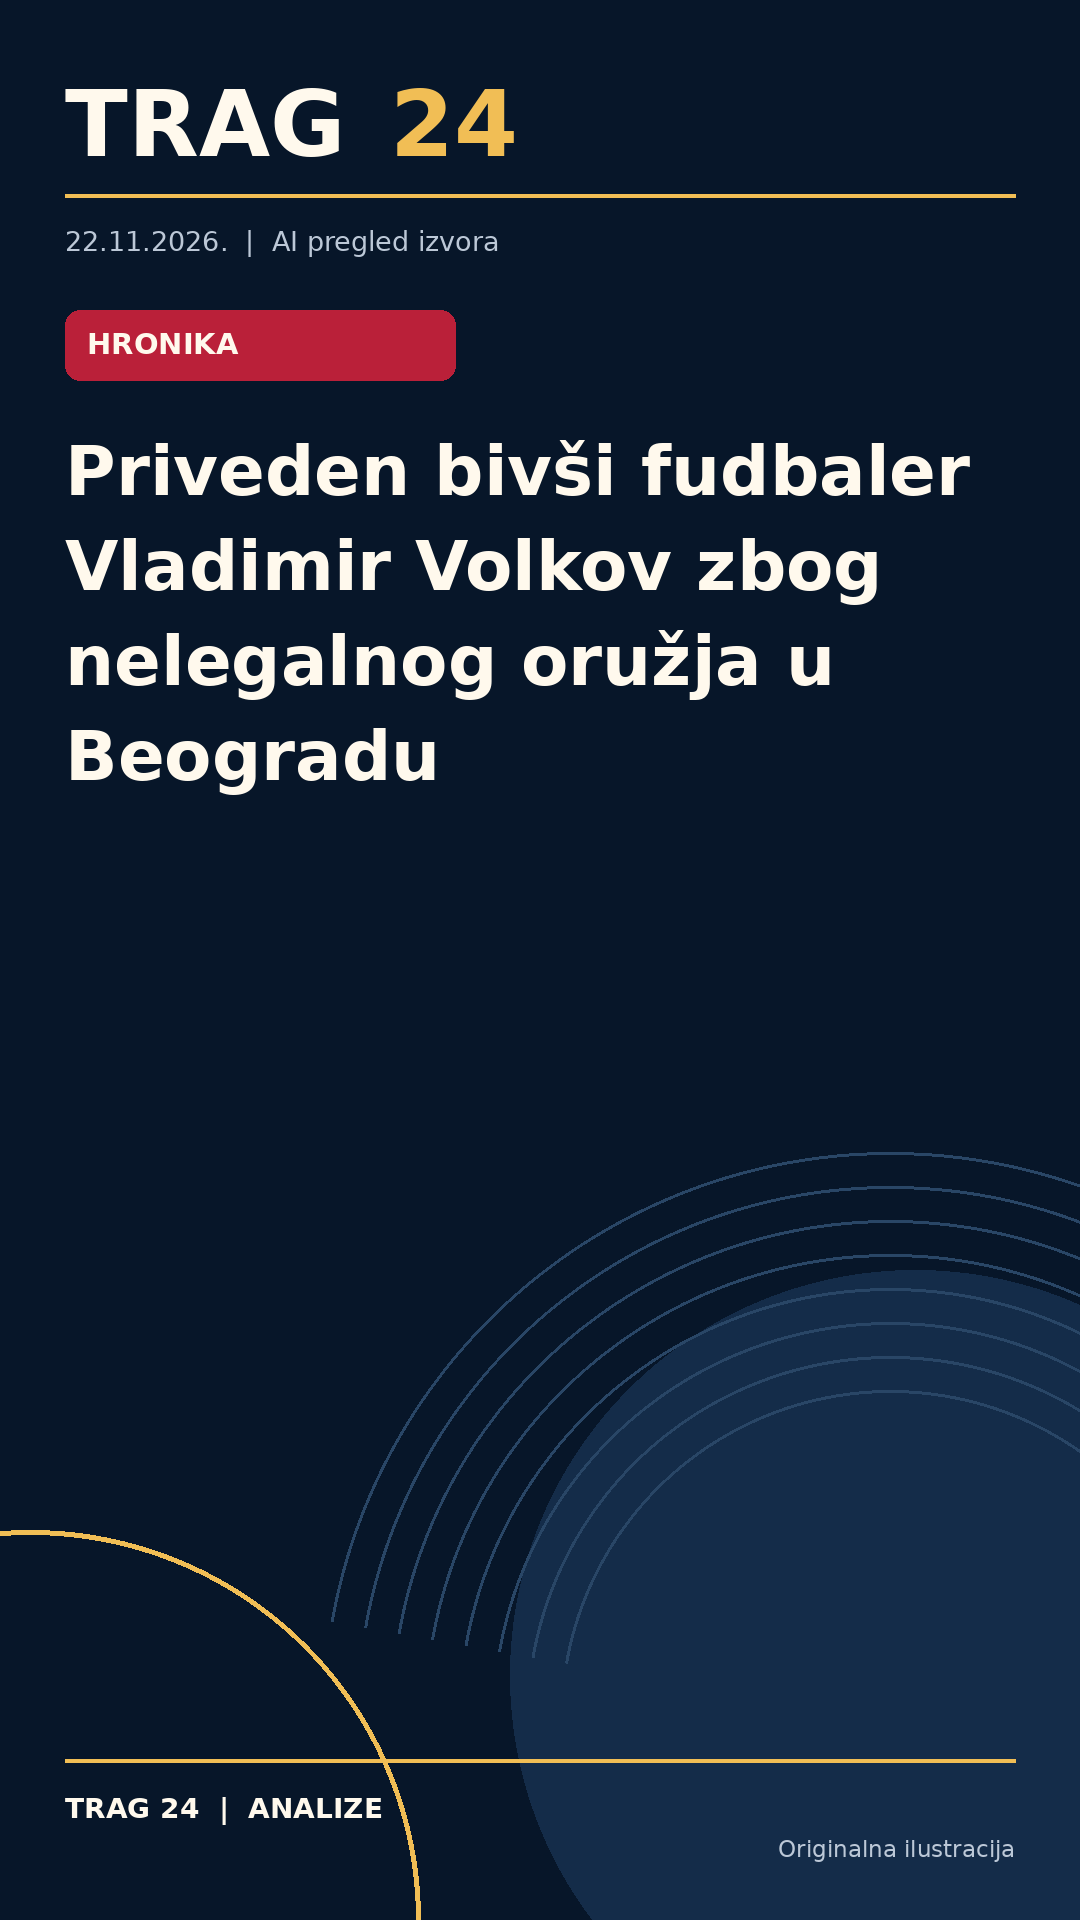 TRAG 24
22.11.2026. | AI pregled izvora
HRONIKA
Priveden bivši fudbaler
Vladimir Volkov zbog
nelegalnog oružja u
Beogradu
TRAG 24 | ANALIZE
Originalna ilustracija